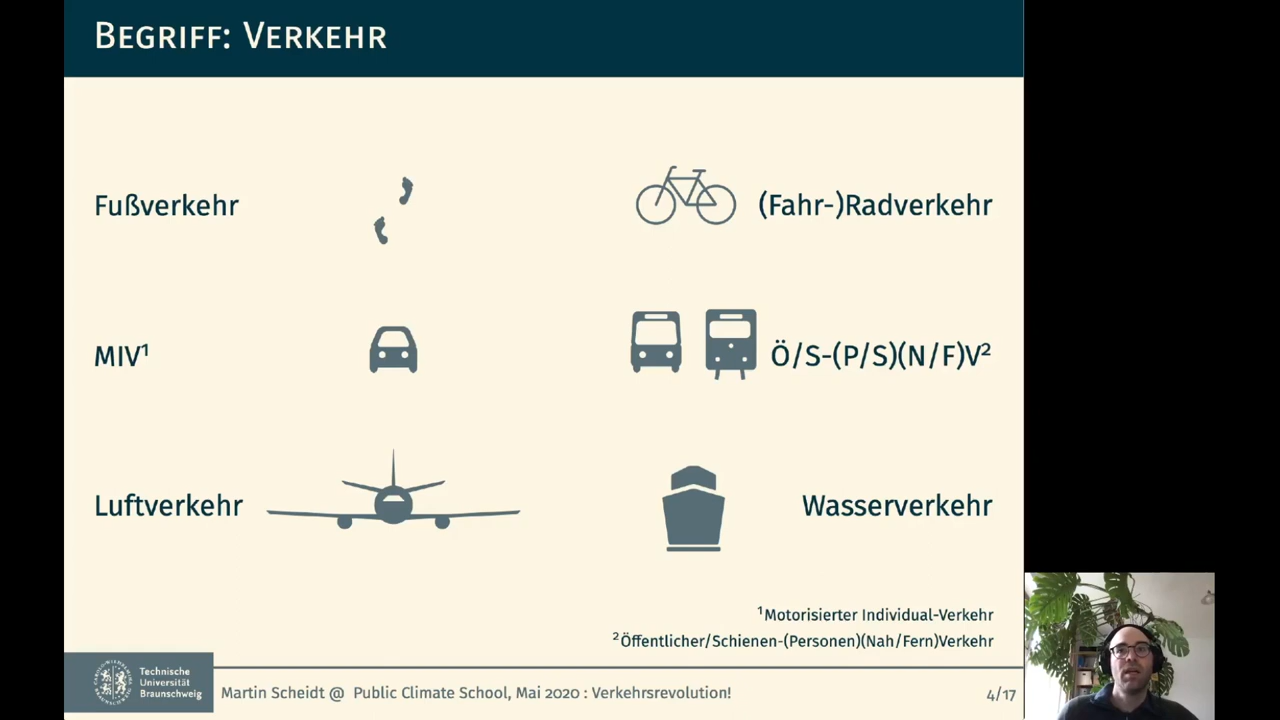 Begriff: Verkehr
Fußverkehr
(Fahr-)Radverkehr
MIV¹
Ö/S-(P/S)(N/F)V²
Luftverkehr
Wasserverkehr
¹Motorisierter Individual-Verkehr
²Öffentlicher/Schienen-(Personen)(Nah/Fern)Verkehr
Technische
Universität
Braunschweig
Martin Scheidt @ Public Climate School, Mai 2020 : Verkehrsrevolution!
4/17